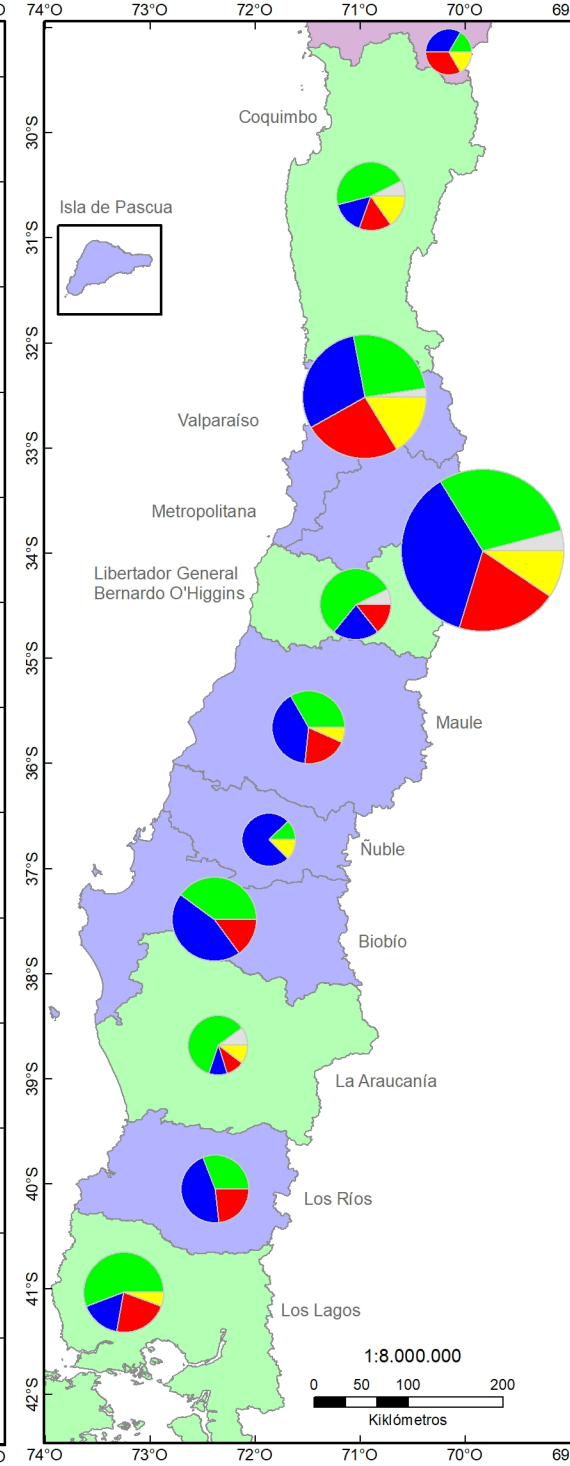 74°O 73°O 72°O 71°O 70°O 69
Coquimbo
30°S
Isla de Pascua
31°S
32°S
Valparaíso
33°S
Metropolitana
34°S
Libertador General
Bernardo O'Higgins
35°S
Maule
36°S
Ñuble
37°S
Biobío
38°S
La Araucanía
39°S
40°S
Los Ríos
41°S
Los Lagos
1:8.000.000
0 50 100 200
Kiklómetros
42°S
74°O 73°O 72°O 71°O 70°O 69